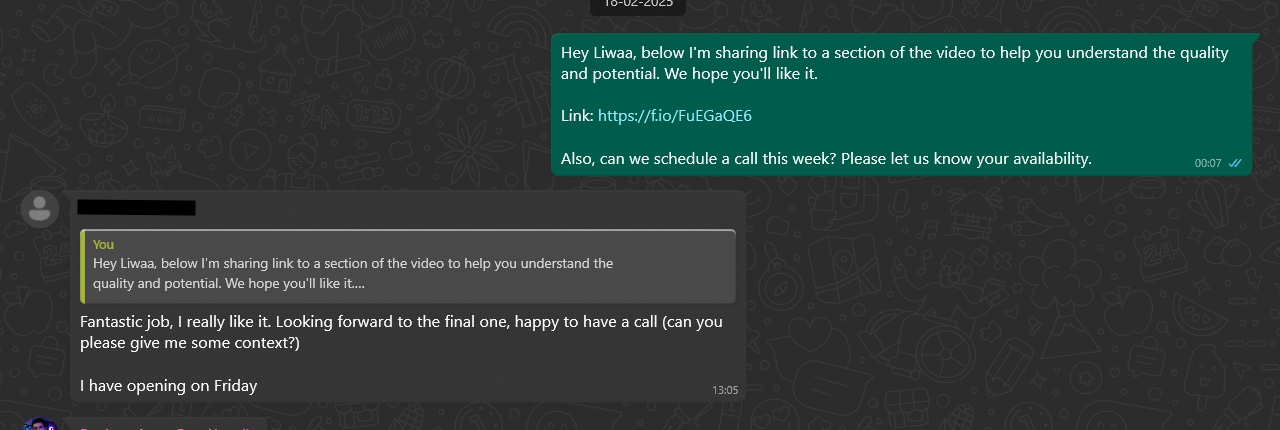 18-02-2025
Hey Liwaa, below I'm sharing link to a section of the video to help you understand the quality
and potential. We hope you'll like it.
Link: https://f.io/FuEGaQE6
Also, can we schedule a call this week? Please let us know your availability.
00:07
You
Hey Liwaa, below I'm sharing link to a section of the video to help you understand the
quality and potential. We hope you'll like it....
Fantastic job, I really like it. Looking forward to the final one, happy to have a call (can you
please give me some context?)
I have opening on Friday
13:05